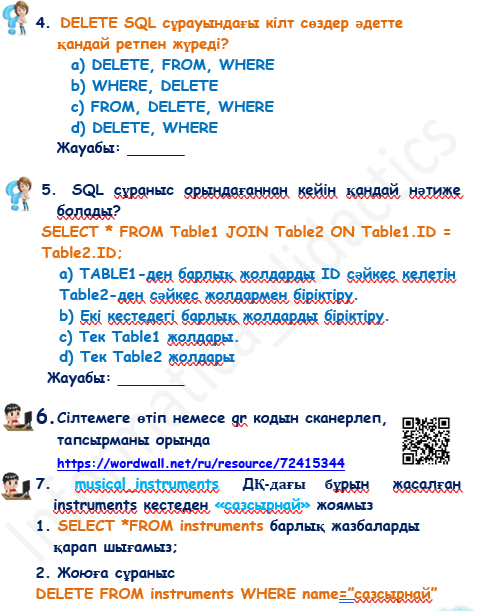 4. DELETE SQL сұрауындағы кілт сөздер әдетте
қандай ретпен жүреді?
a) DELETE, FROM, WHERE
b) WHERE, DELETE
c) FROM, DELETE, WHERE
d) DELETE, WHERE
Жауабы: _______
5. SQL сұраныс орындағаннан кейін қандай нәтиже
болады?
SELECT * FROM Table1 JOIN Table2 ON Table1.ID =
Table2.ID;
a) TABLE1-ден барлық жолдарды ID сәйкес келетін
Table2-ден сәйкес жолдармен біріктіру.
b) Екі кестедегі барлық жолдарды біріктіру.
c) Тек Table1 жолдары.
d) Тек Table2 жолдары
Жауабы: ________
6. Сілтемеге өтіп немесе qr кодын сканерлеп,
тапсырманы орында
https://wordwall.net/ru/resource/72415344
7. musical_instruments ДҚ-дағы бұрын жасалған
instruments кестеден «сазсырнай» жоямыз
1. SELECT *FROM instruments барлық жазбаларды
қарап шығамыз;
2. Жоюға сұраныс
DELETE FROM instruments WHERE name="сазсырнай"